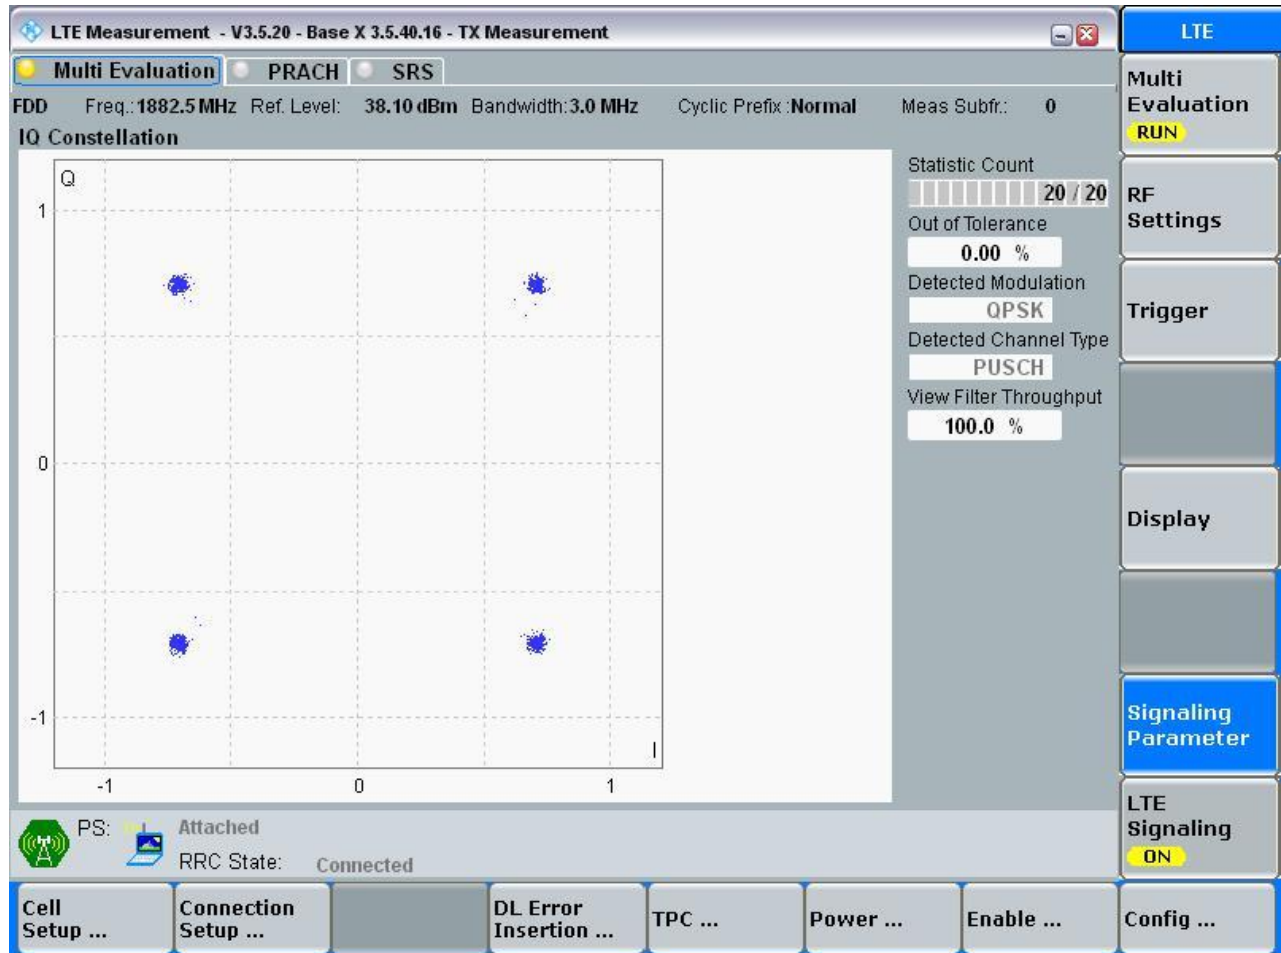 LTE Measurement - V3.5.20 - Base X 3.5.40.16 - TX Measurement
LTE
Multi Evaluation PRACH SRS
FDD Freq.: 1882.5 MHz Ref. Level: 38.10 dBm Bandwidth: 3.0 MHz Cyclic Prefix : Normal Meas Subfr.: 0
IQ Constellation
Q
1
0
-1
I
-1 0 1
Statistic Count
20 / 20
Out of Tolerance
0.00 %
Detected Modulation
QPSK
Detected Channel Type
PUSCH
View Filter Throughput
100.0 %
Multi
Evaluation
RUN
RF
Settings
Trigger
Display
Signaling
Parameter
LTE
Signaling
ON
PS: Attached
RRC State: Connected
Cell
Setup ...
Connection
Setup ...
DL Error
Insertion ...
TPC ...
Power ...
Enable ...
Config ...